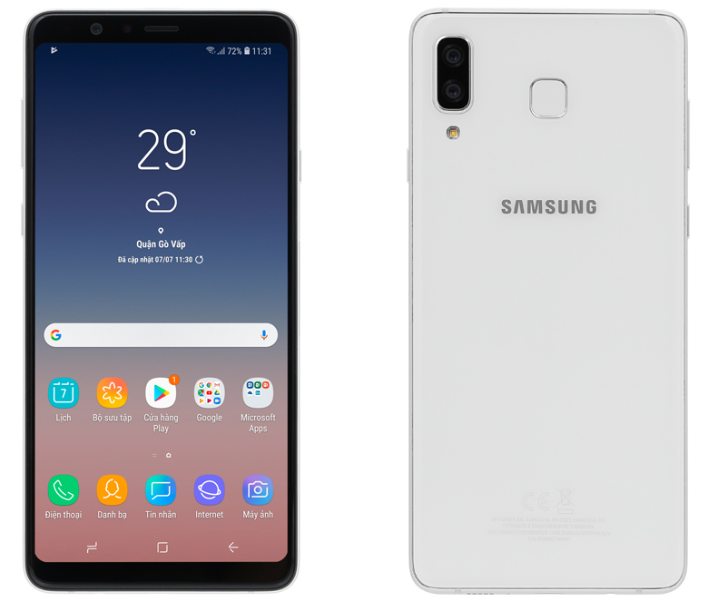 72% 11:31
29°
Quận Gò Vấp
Đã cập nhật 07/07 11:30
G
7
1
Lịch
Bộ sưu tập
Cửa hàng Play
Google
Microsoft Apps
Điện thoại
Danh bạ
Tin nhắn
Internet
Máy ảnh
SAMSUNG
CE